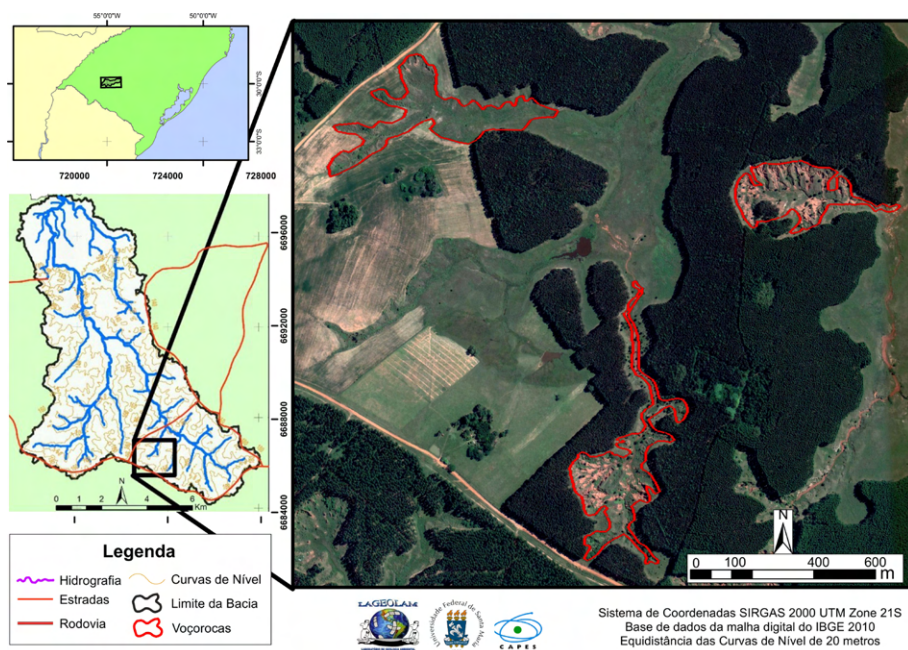 55°0'0"W
50°0'0"W
30°0'0"S
33°0'0"S
720000
724000
728000
6696000
6692000
6688000
6684000
N
0
2
4
6
Km
N
0
100
200
400
600
m
Legenda
Hidrografia
Curvas de Nível
Estradas
Limite da Bacia
Rodovia
Voçorocas
LAGEOLAM
Universidade Federal de Santa Maria
CAPES
Sistema de Coordenadas SIRGAS 2000 UTM Zone 21S
Base de dados da malha digital do IBGE 2010
Equidistância das Curvas de Nível de 20 metros